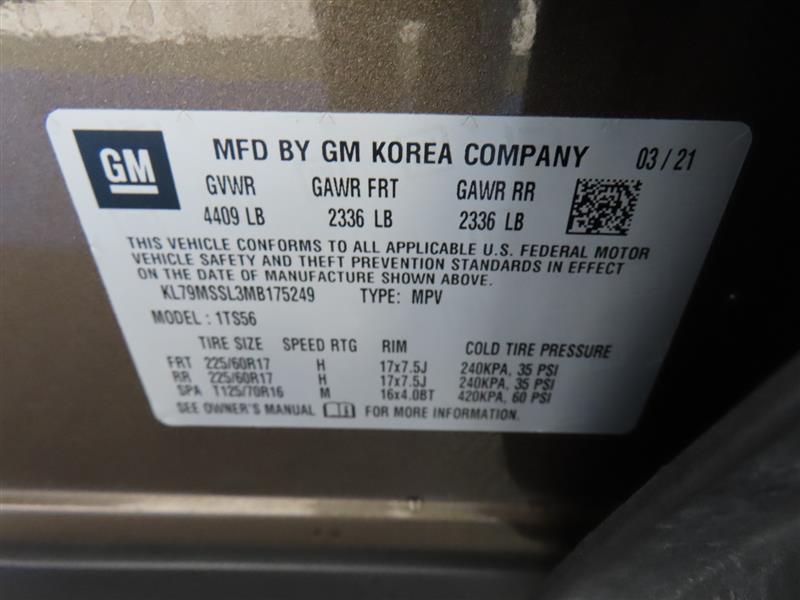 GM MFD BY GM KOREA COMPANY 03/21
GVWR GAWR FRT GAWR RR
4409 LB 2336 LB 2336 LB
THIS VEHICLE CONFORMS TO ALL APPLICABLE U.S. FEDERAL MOTOR
VEHICLE SAFETY AND THEFT PREVENTION STANDARDS IN EFFECT
ON THE DATE OF MANUFACTURE SHOWN ABOVE.
KL79MSSL3MB175249 TYPE: MPV
MODEL : 1TS56
TIRE SIZE SPEED RTG RIM COLD TIRE PRESSURE
FRT 225/60R17 H 17x7.5J 240KPA, 35 PSI
RR 225/60R17 H 17x7.5J 240KPA, 35 PSI
SPA T125/70R16 M 16x4.0BT 420KPA, 60 PSI
SEE OWNER'S MANUAL FOR MORE INFORMATION.